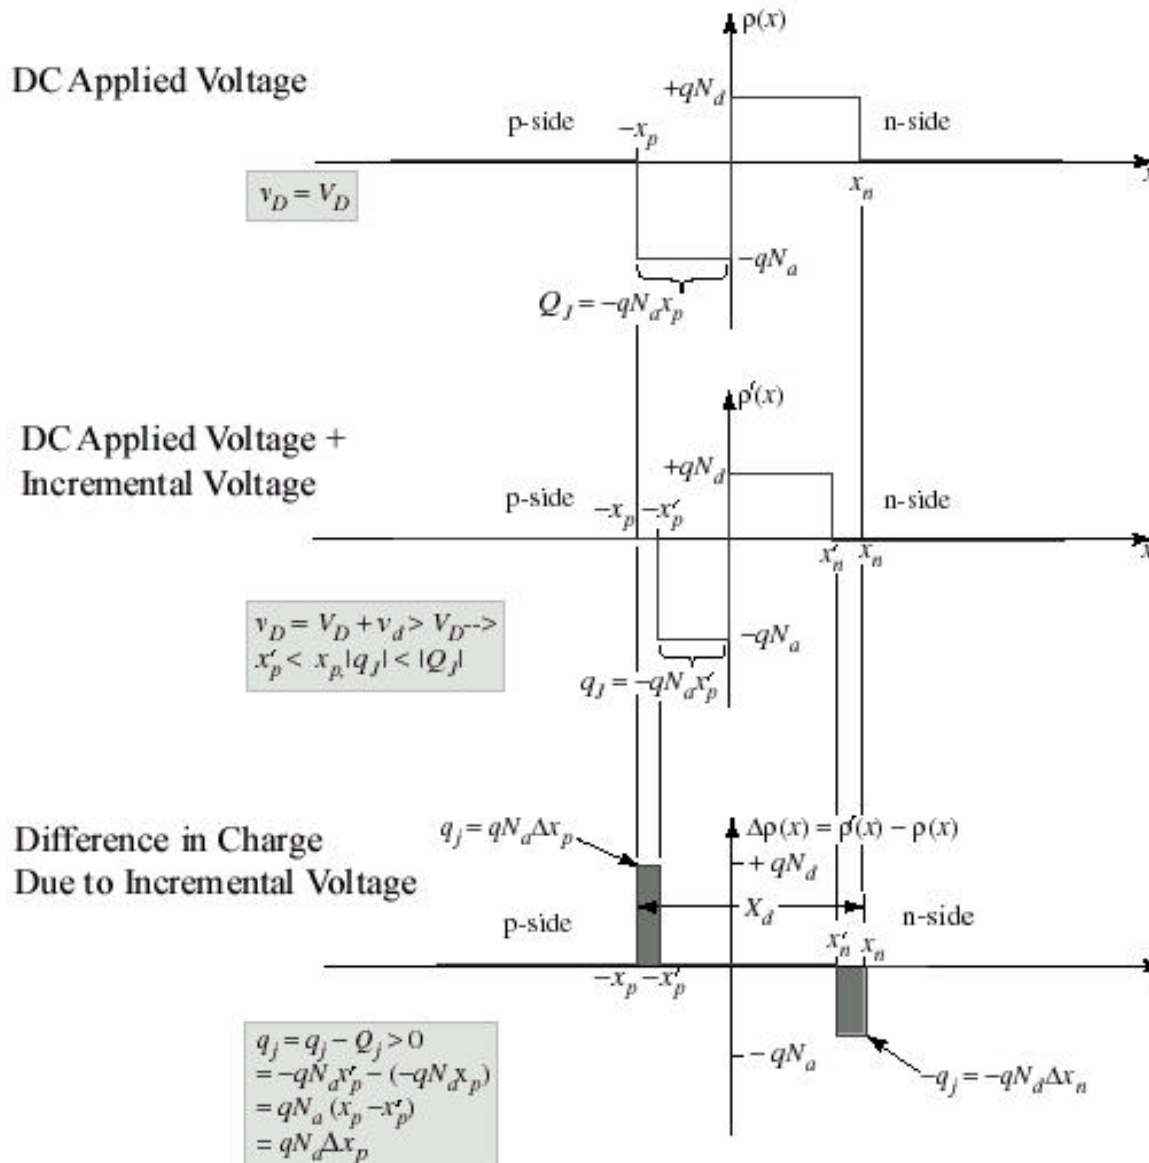 ρ(x)
DC Applied Voltage
+qN_d
p-side
n-side
−x_p
x_n
v_D = V_D
−qN_a
Q_J = −qN_a x_p
ρ′(x)
DC Applied Voltage +
Incremental Voltage
+qN_d
p-side
n-side
−x_p −x′_p
x′_n x_n
x
v_D = V_D + v_d > V_D-->
x′_p < x_p, |q_J| < |Q_J|
−qN_a
q_J = −qN_a x′_p
Difference in Charge
Due to Incremental Voltage
q_j = qN_a Δx_p
Δρ(x) = ρ′(x) − ρ(x)
+ qN_d
X_d
p-side
n-side
x′_n x_n
−x_p −x′_p
q_j = q_j − Q_j > 0
= −qN_a x′_p − (−qN_a x_p)
= qN_a (x_p − x′_p)
= qN_a Δx_p
− qN_a
−q_j = −qN_d Δx_n